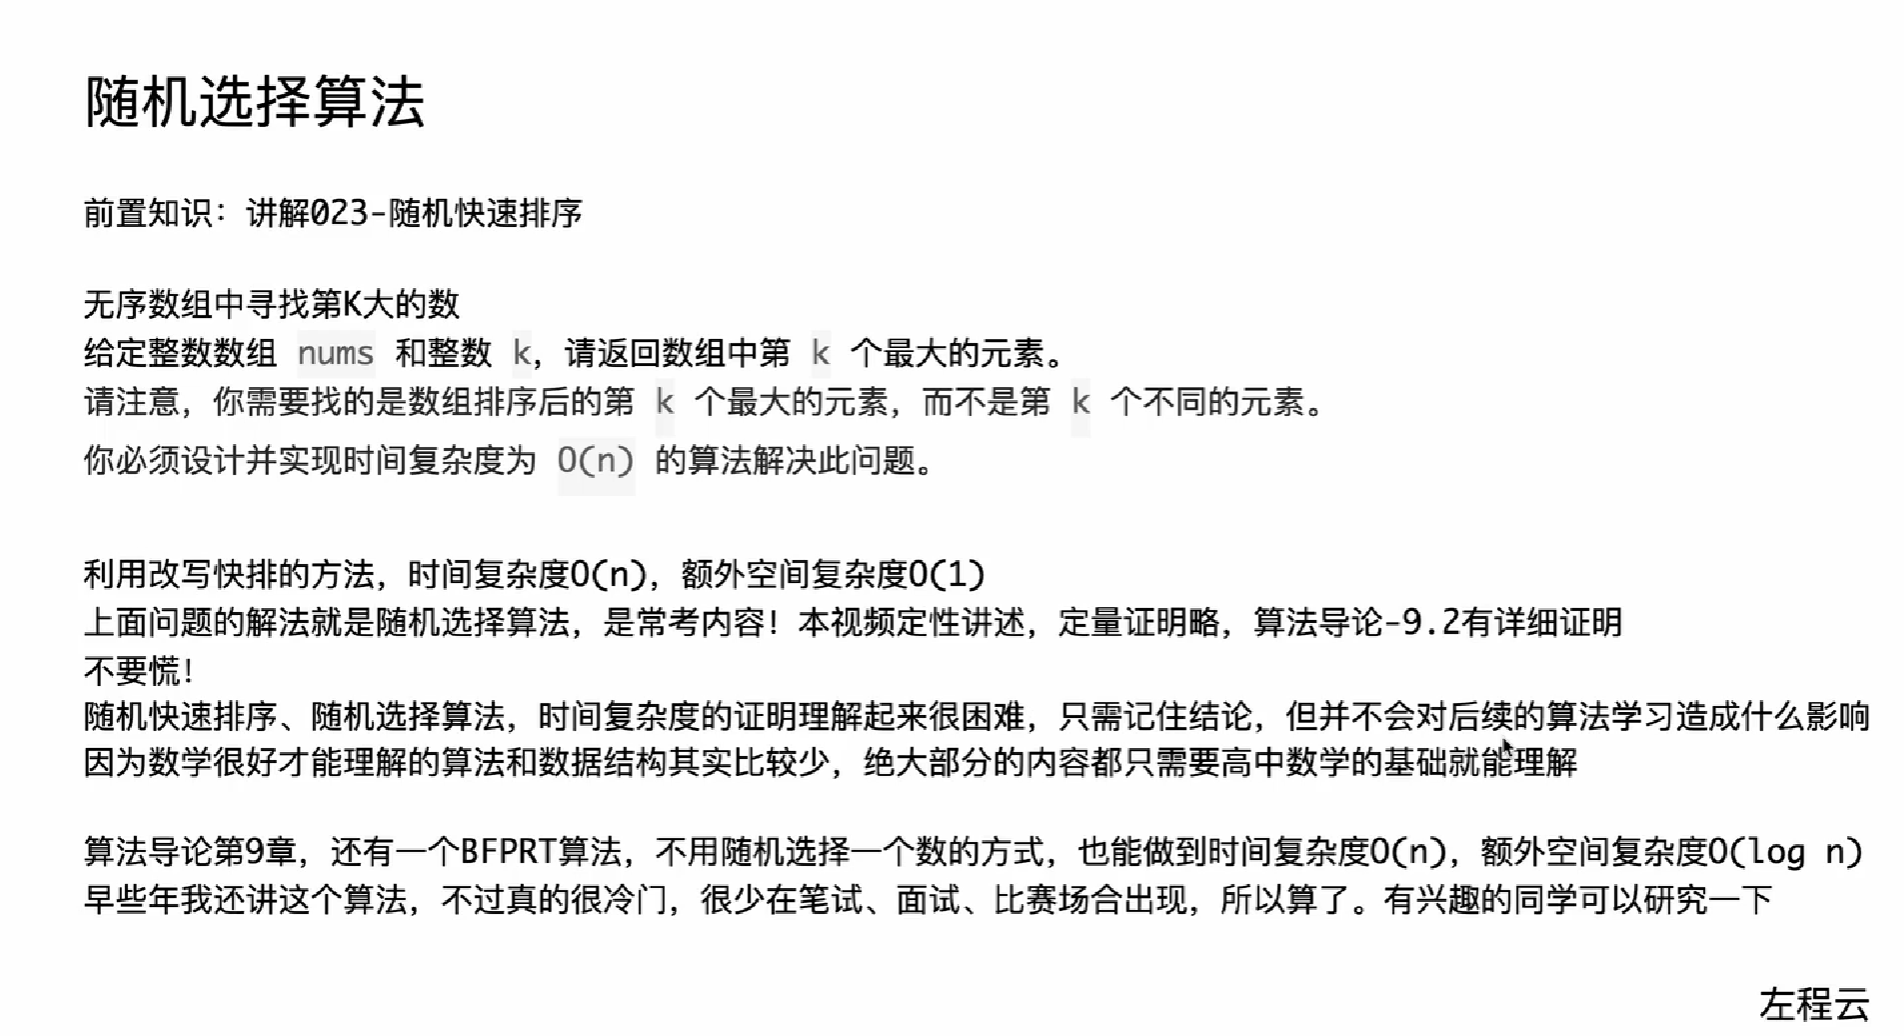 随机选择算法
前置知识：讲解023-随机快速排序
无序数组中寻找第K大的数
给定整数数组 nums 和整数 k，请返回数组中第 k 个最大的元素。
请注意，你需要找的是数组排序后的第 k 个最大的元素，而不是第 k 个不同的元素。
你必须设计并实现时间复杂度为 O(n) 的算法解决此问题。
利用改写快排的方法，时间复杂度O(n)，额外空间复杂度O(1)
上面问题的解法就是随机选择算法，是常考内容！本视频定性讲述，定量证明略，算法导论-9.2有详细证明
不要慌！
随机快速排序、随机选择算法，时间复杂度的证明理解起来很困难，只需记住结论，但并不会对后续的算法学习造成什么影响
因为数学很好才能理解的算法和数据结构其实比较少，绝大部分的内容都只需要高中数学的基础就能理解
算法导论第9章，还有一个BFPRT算法，不用随机选择一个数的方式，也能做到时间复杂度O(n)，额外空间复杂度O(log n)
早些年我还讲这个算法，不过真的很冷门，很少在笔试、面试、比赛场合出现，所以算了。有兴趣的同学可以研究一下
左程云